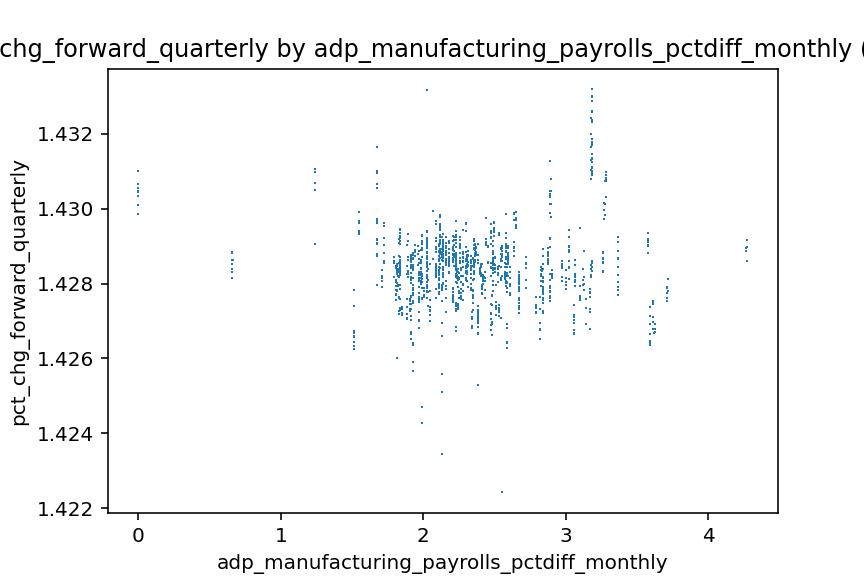 chg_forward_quarterly by adp_manufacturing_payrolls_pctdiff_monthly (
1.432
1.430
1.428
1.426
1.424
1.422
pct_chg_forward_quarterly
0 1 2 3 4
adp_manufacturing_payrolls_pctdiff_monthly